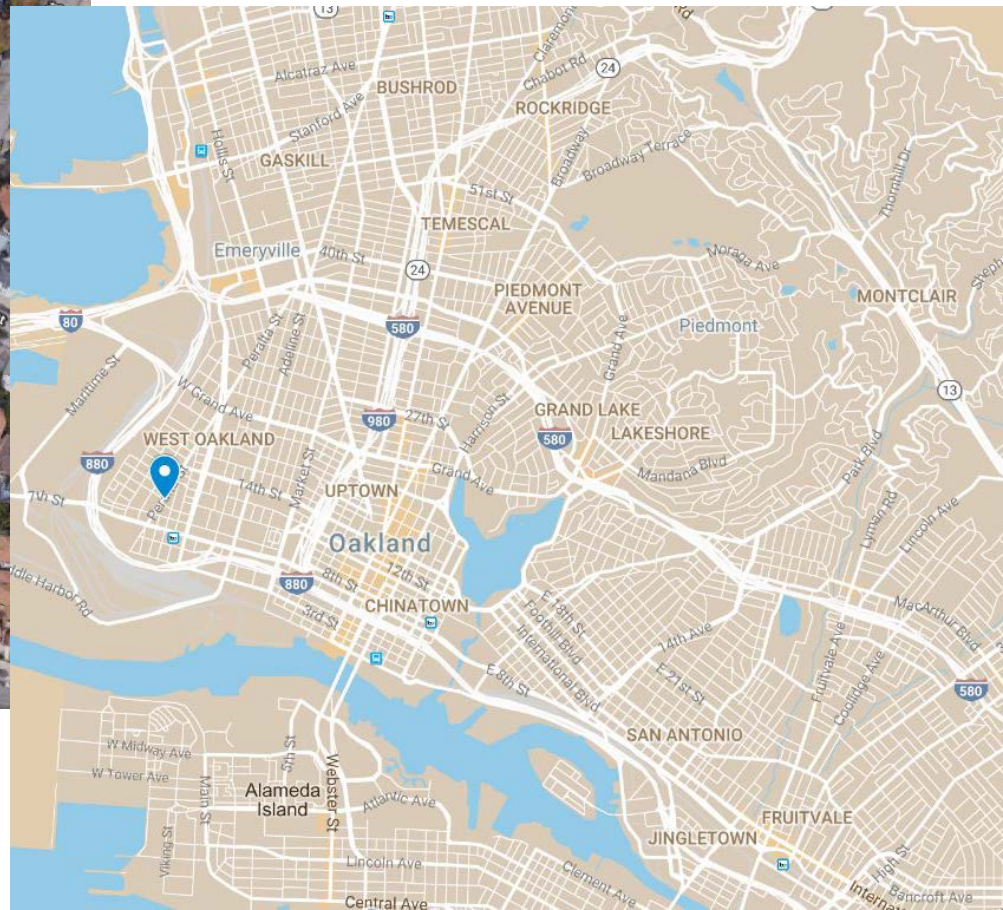 13
Claremont
Rd
Alcatraz Ave
Chabot Rd
24
BUSHROD
ROCKRIDGE
Stanford Ave
Hollis St
Broadway
Broadway Terrace
GASKILL
Thornhill Dr
51st St
TEMESCAL
Emeryville
40th St
Moraga Ave
24
PIEDMONT
AVENUE
MONTCLAIR
80
580
Piedmont
Peralta St
Adeline St
Grand Ave
Maritime St
W Grand Ave
13
980
27th St
Harrison St
GRAND LAKE
WEST OAKLAND
580
LAKESHORE
880
Market St
Grand Ave
Mandana Blvd
Park Blvd
14th St
UPTOWN
7th St
Lyman Rd
Lincoln Ave
Oakland
880
8th St
12th St
CHINATOWN
3rd St
E 18th St
Foothill Blvd
International Blvd
14th Ave
MacArthur Blvd
E 8th St
E 21st St
Fruitvale Ave
Coolidge Ave
580
SAN ANTONIO
W Midway Ave
5th St
W Tower Ave
Main St
Webster St
Alameda
Island
Atlantic Ave
FRUITVALE
JINGLETOWN
Viking St
Lincoln Ave
Clement Ave
High St
Bancroft Ave
Central Ave